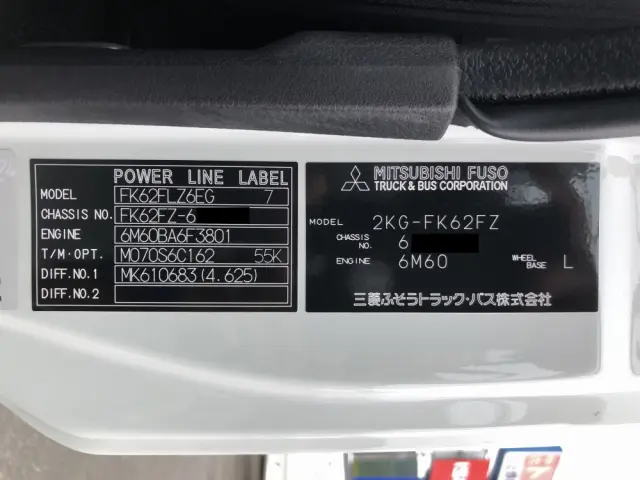 POWER LINE LABEL
MODEL FK62FLZ6EG 7
CHASSIS NO. FK62FZ-6
ENGINE 6M60BA6F3801
T/M・OPT. M070S6C162 55K
DIFF.NO.1 MK610683(4.625)
DIFF.NO.2
MITSUBISHI FUSO
TRUCK & BUS CORPORATION
MODEL 2KG-FK62FZ
CHASSIS NO. 6
ENGINE 6M60 WHEEL BASE L
三菱ふそうトラック・バス株式会社